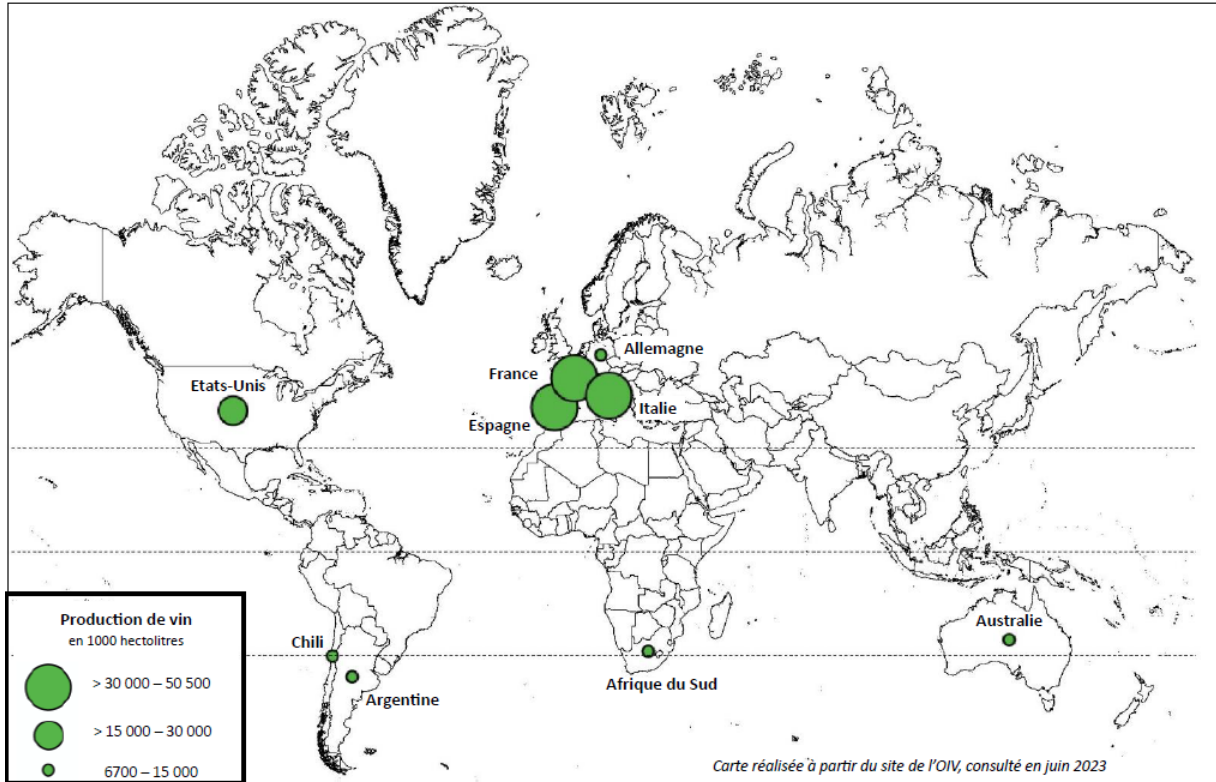 Allemagne
France
Etats-Unis
Italie
Espagne
Production de vin
en 1000 hectolitres
> 30 000 – 50 500
> 15 000 – 30 000
6700 – 15 000
Chili
Argentine
Afrique du Sud
Australie
Carte réalisée à partir du site de l'OIV, consulté en juin 2023